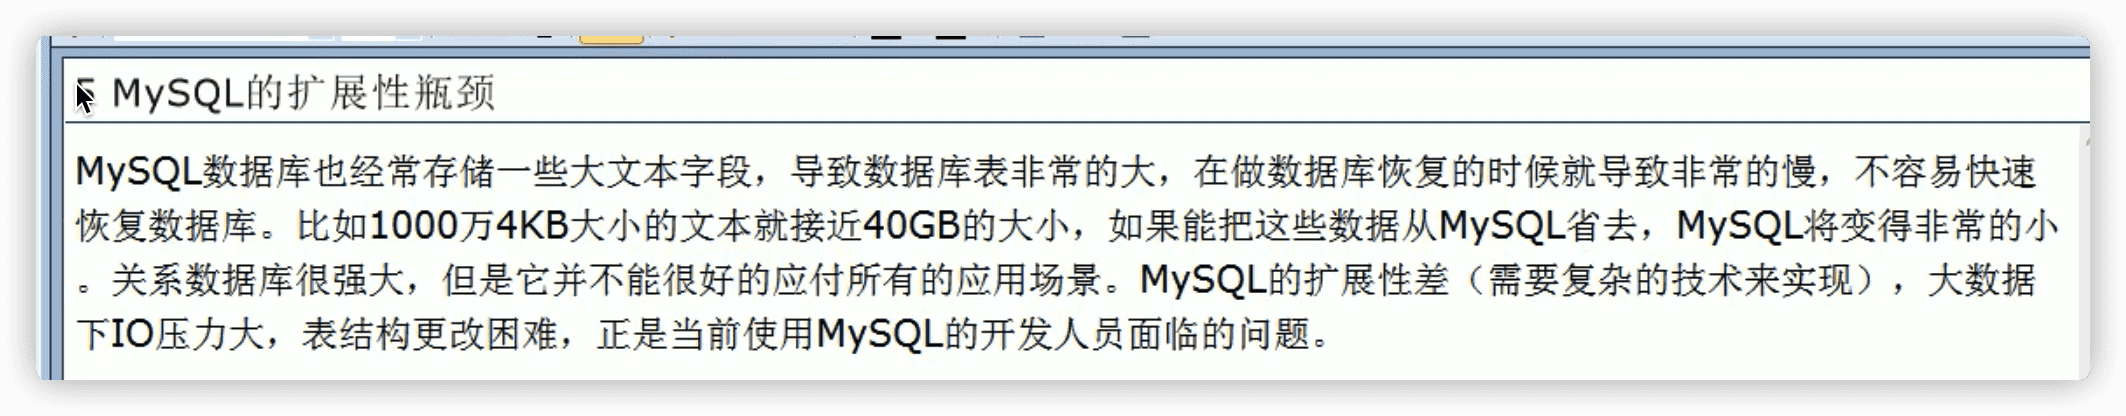 5 MySQL的扩展性瓶颈
MySQL数据库也经常存储一些大文本字段，导致数据库表非常的大，在做数据库恢复的时候就导致非常的慢，不容易快速
恢复数据库。比如1000万4KB大小的文本就接近40GB的大小，如果能把这些数据从MySQL省去，MySQL将变得非常的小
。关系数据库很强大，但是它并不能很好的应付所有的应用场景。MySQL的扩展性差（需要复杂的技术来实现），大数据
下IO压力大，表结构更改困难，正是当前使用MySQL的开发人员面临的问题。